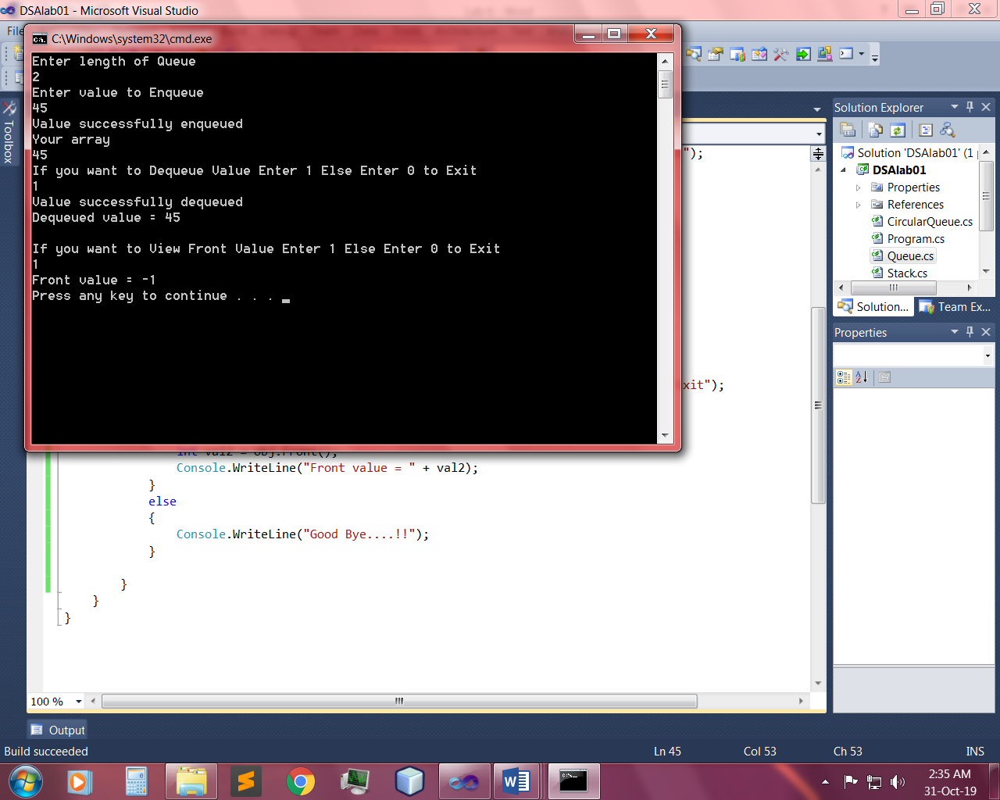 DSAlab01 - Microsoft Visual Studio
File
C:\Windows\system32\cmd.exe
Enter length of Queue
2
Enter value to Enqueue
45
Value successfully enqueued
Your array
45
If you want to Dequeue Value Enter 1 Else Enter 0 to Exit
1
Value successfully dequeued
Dequeued value = 45
If you want to View Front Value Enter 1 Else Enter 0 to Exit
1
Front value = -1
Press any key to continue . . .
Toolbox
");
xit");
int val2 = obj.Front();
Console.WriteLine("Front value = " + val2);
}
else
{
Console.WriteLine("Good Bye....!!");
}
}
}
}
Solution Explorer
Solution 'DSAlab01' (1
DSAlab01
Properties
References
CircularQueue.cs
Program.cs
Queue.cs
Stack.cs
Solution... Team Ex...
Properties
100 %
Output
Build succeeded Ln 45 Col 53 Ch 53 INS
2:35 AM
31-Oct-19